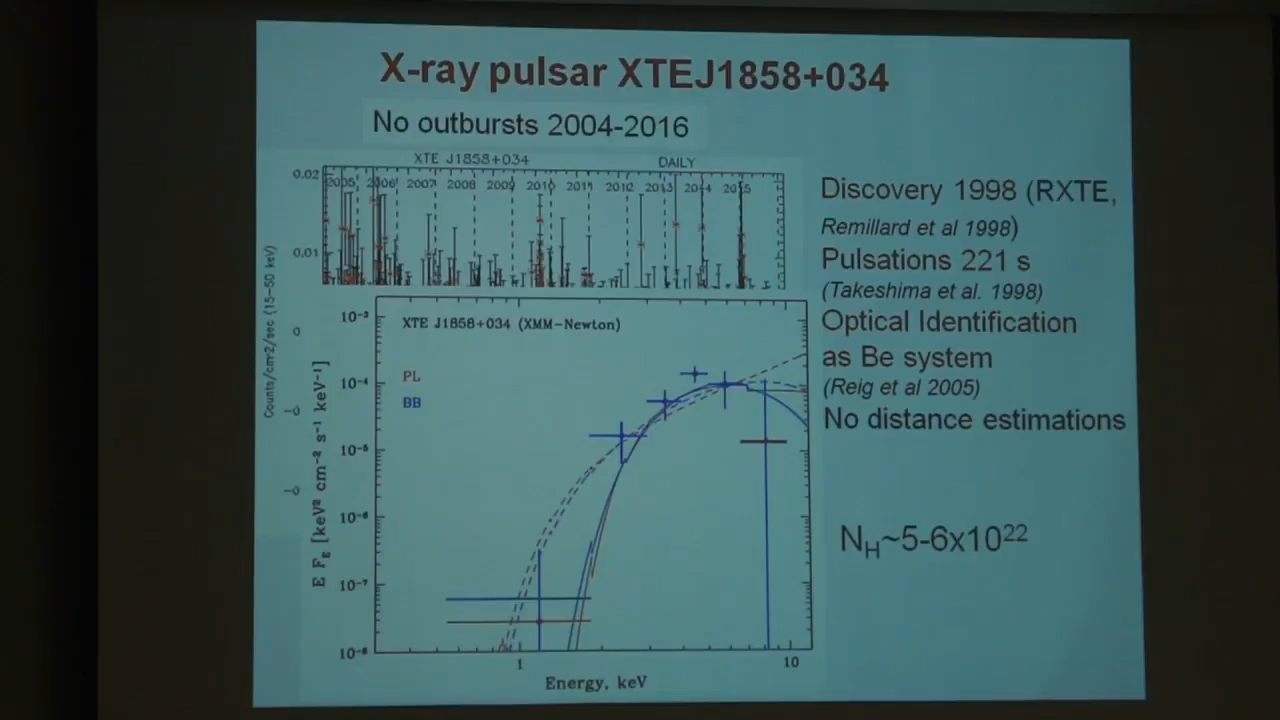 X-ray pulsar XTEJ1858+034
No outbursts 2004-2016
XTE J1858+034 DAILY
0.02
2005 2006 2007 2008 2009 2010 2011 2012 2013 2014 2015
0.01
0
-0
-0
Counts/cm2/sec (15-50 keV)
XTE J1858+034 (XMM-Newton)
PL
BB
10⁻³
10⁻⁴
10⁻⁵
10⁻⁶
10⁻⁷
10⁻⁸
E F_E [keV² cm⁻² s⁻¹ keV⁻¹]
1 10
Energy, keV
Discovery 1998 (RXTE,
Remillard et al 1998)
Pulsations 221 s
(Takeshima et al. 1998)
Optical Identification
as Be system
(Reig et al 2005)
No distance estimations
N_H~5-6x10²²